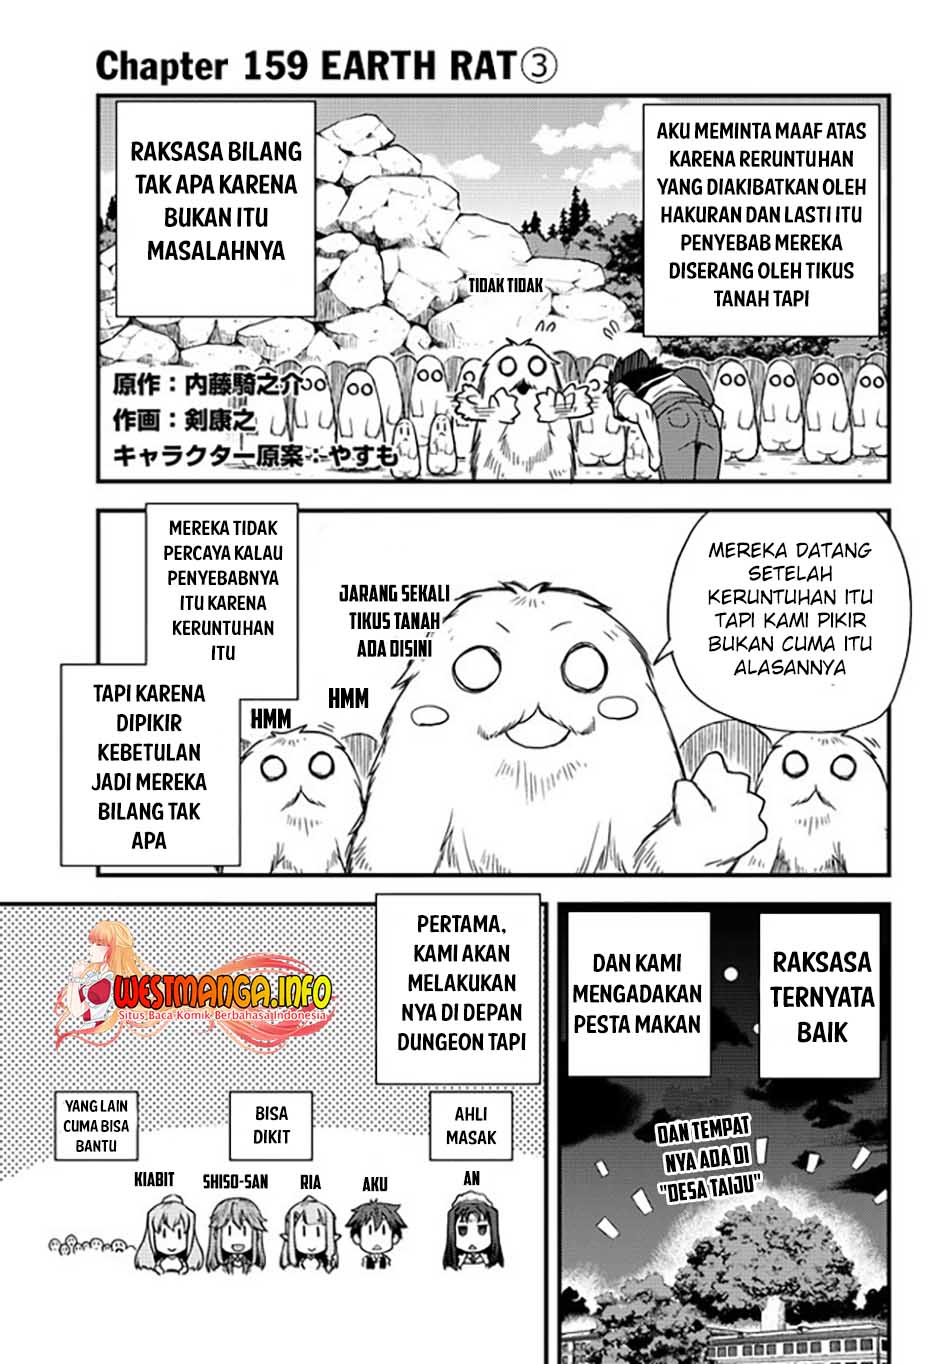 Chapter 159 EARTH RAT③
AKU MEMINTA MAAF ATAS
KARENA RERUNTUHAN
YANG DIAKIBATKAN OLEH
HAKURAN DAN LASTI ITU
PENYEBAB MEREKA
DISERANG OLEH TIKUS
TANAH TAPI
RAKSASA BILANG
TAK APA KARENA
BUKAN ITU
MASALAHNYA
TIDAK TIDAK
原作：内藤騎之介
作画：剣康之
キャラクター原案：やすも
MEREKA DATANG
SETELAH
KERUNTUHAN ITU
TAPI KAMI PIKIR
BUKAN CUMA ITU
ALASANNYA
JARANG SEKALI
TIKUS TANAH
ADA DISINI
HMM
HMM
MEREKA TIDAK
PERCAYA KALAU
PENYEBABNYA
ITU KARENA
KERUNTUHAN
ITU
TAPI KARENA
DIPIKIR
KEBETULAN
JADI MEREKA
BILANG TAK
APA
RAKSASA
TERNYATA
BAIK
DAN KAMI
MENGADAKAN
PESTA MAKAN
DAN TEMPAT
NYA ADA DI
"DESA TAIJU"
PERTAMA,
KAMI AKAN
MELAKUKAN
NYA DI DEPAN
DUNGEON TAPI
WESTMANGA.INFO
Situs Baca Komik Berbahasa Indonesia
AHLI
MASAK
BISA
DIKIT
YANG LAIN
CUMA BISA
BANTU
AN
AKU
RIA
SHISO-SAN
KIABIT